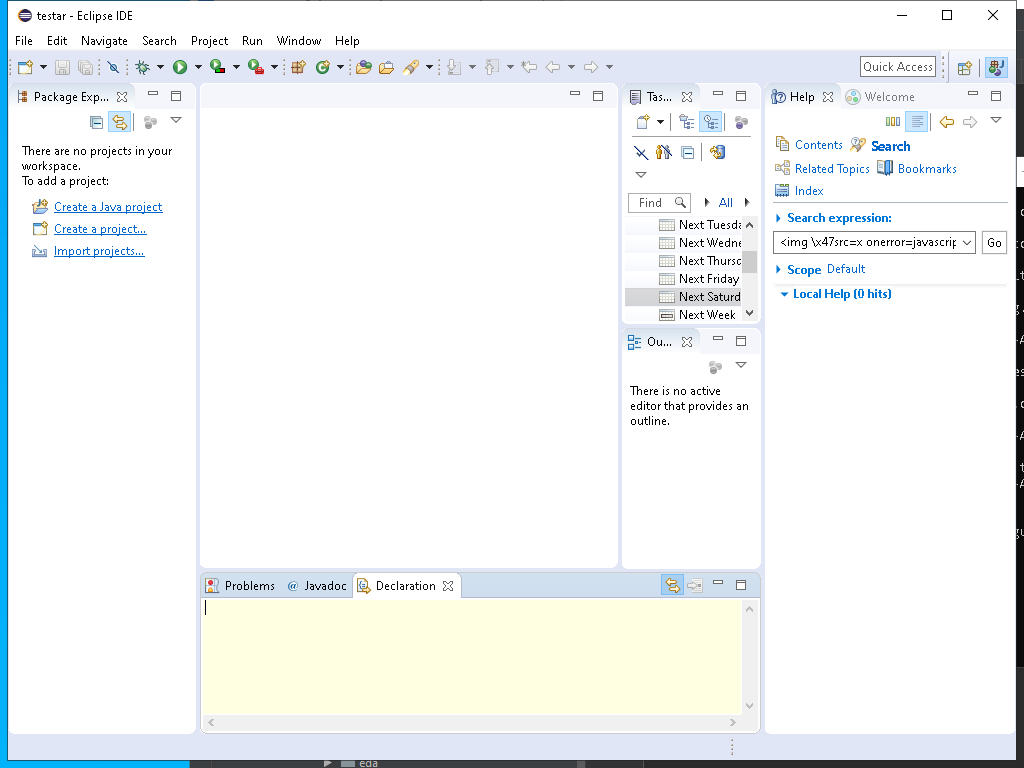 testar - Eclipse IDE
File Edit Navigate Search Project Run Window Help
Quick Access
Package Exp...
There are no projects in your
workspace.
To add a project:
Create a Java project
Create a project...
Import projects...
Tas...
Find
All
Next Tuesda
Next Wedne
Next Thursd
Next Friday
Next Saturd
Next Week
Ou...
There is no active
editor that provides an
outline.
Help Welcome
Contents Search
Related Topics Bookmarks
Index
Search expression:
<img \x47src=x onerror=javascrip
Go
Scope Default
Local Help (0 hits)
Problems @ Javadoc Declaration
eda